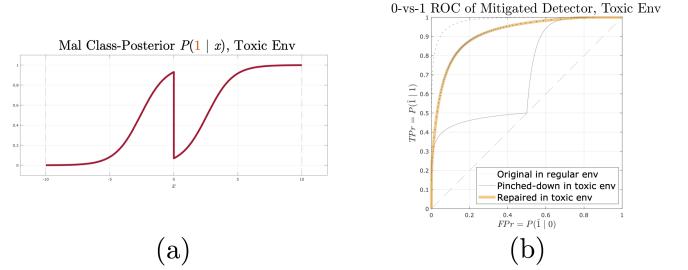 Mal Class-Posterior P(1 | x), Toxic Env
1
0.8
0.6
0.4
0.2
0
-10
-5
0
5
10
x
(a)
0-vs-1 ROC of Mitigated Detector, Toxic Env
1
0.9
0.8
0.7
0.6
0.5
0.4
0.3
0.2
0.1
0
TPr = P(1̂ | 1)
Original in regular env
Pinched-down in toxic env
Repaired in toxic env
0
0.2
0.4
0.6
0.8
1
FPr = P(1̂ | 0)
(b)